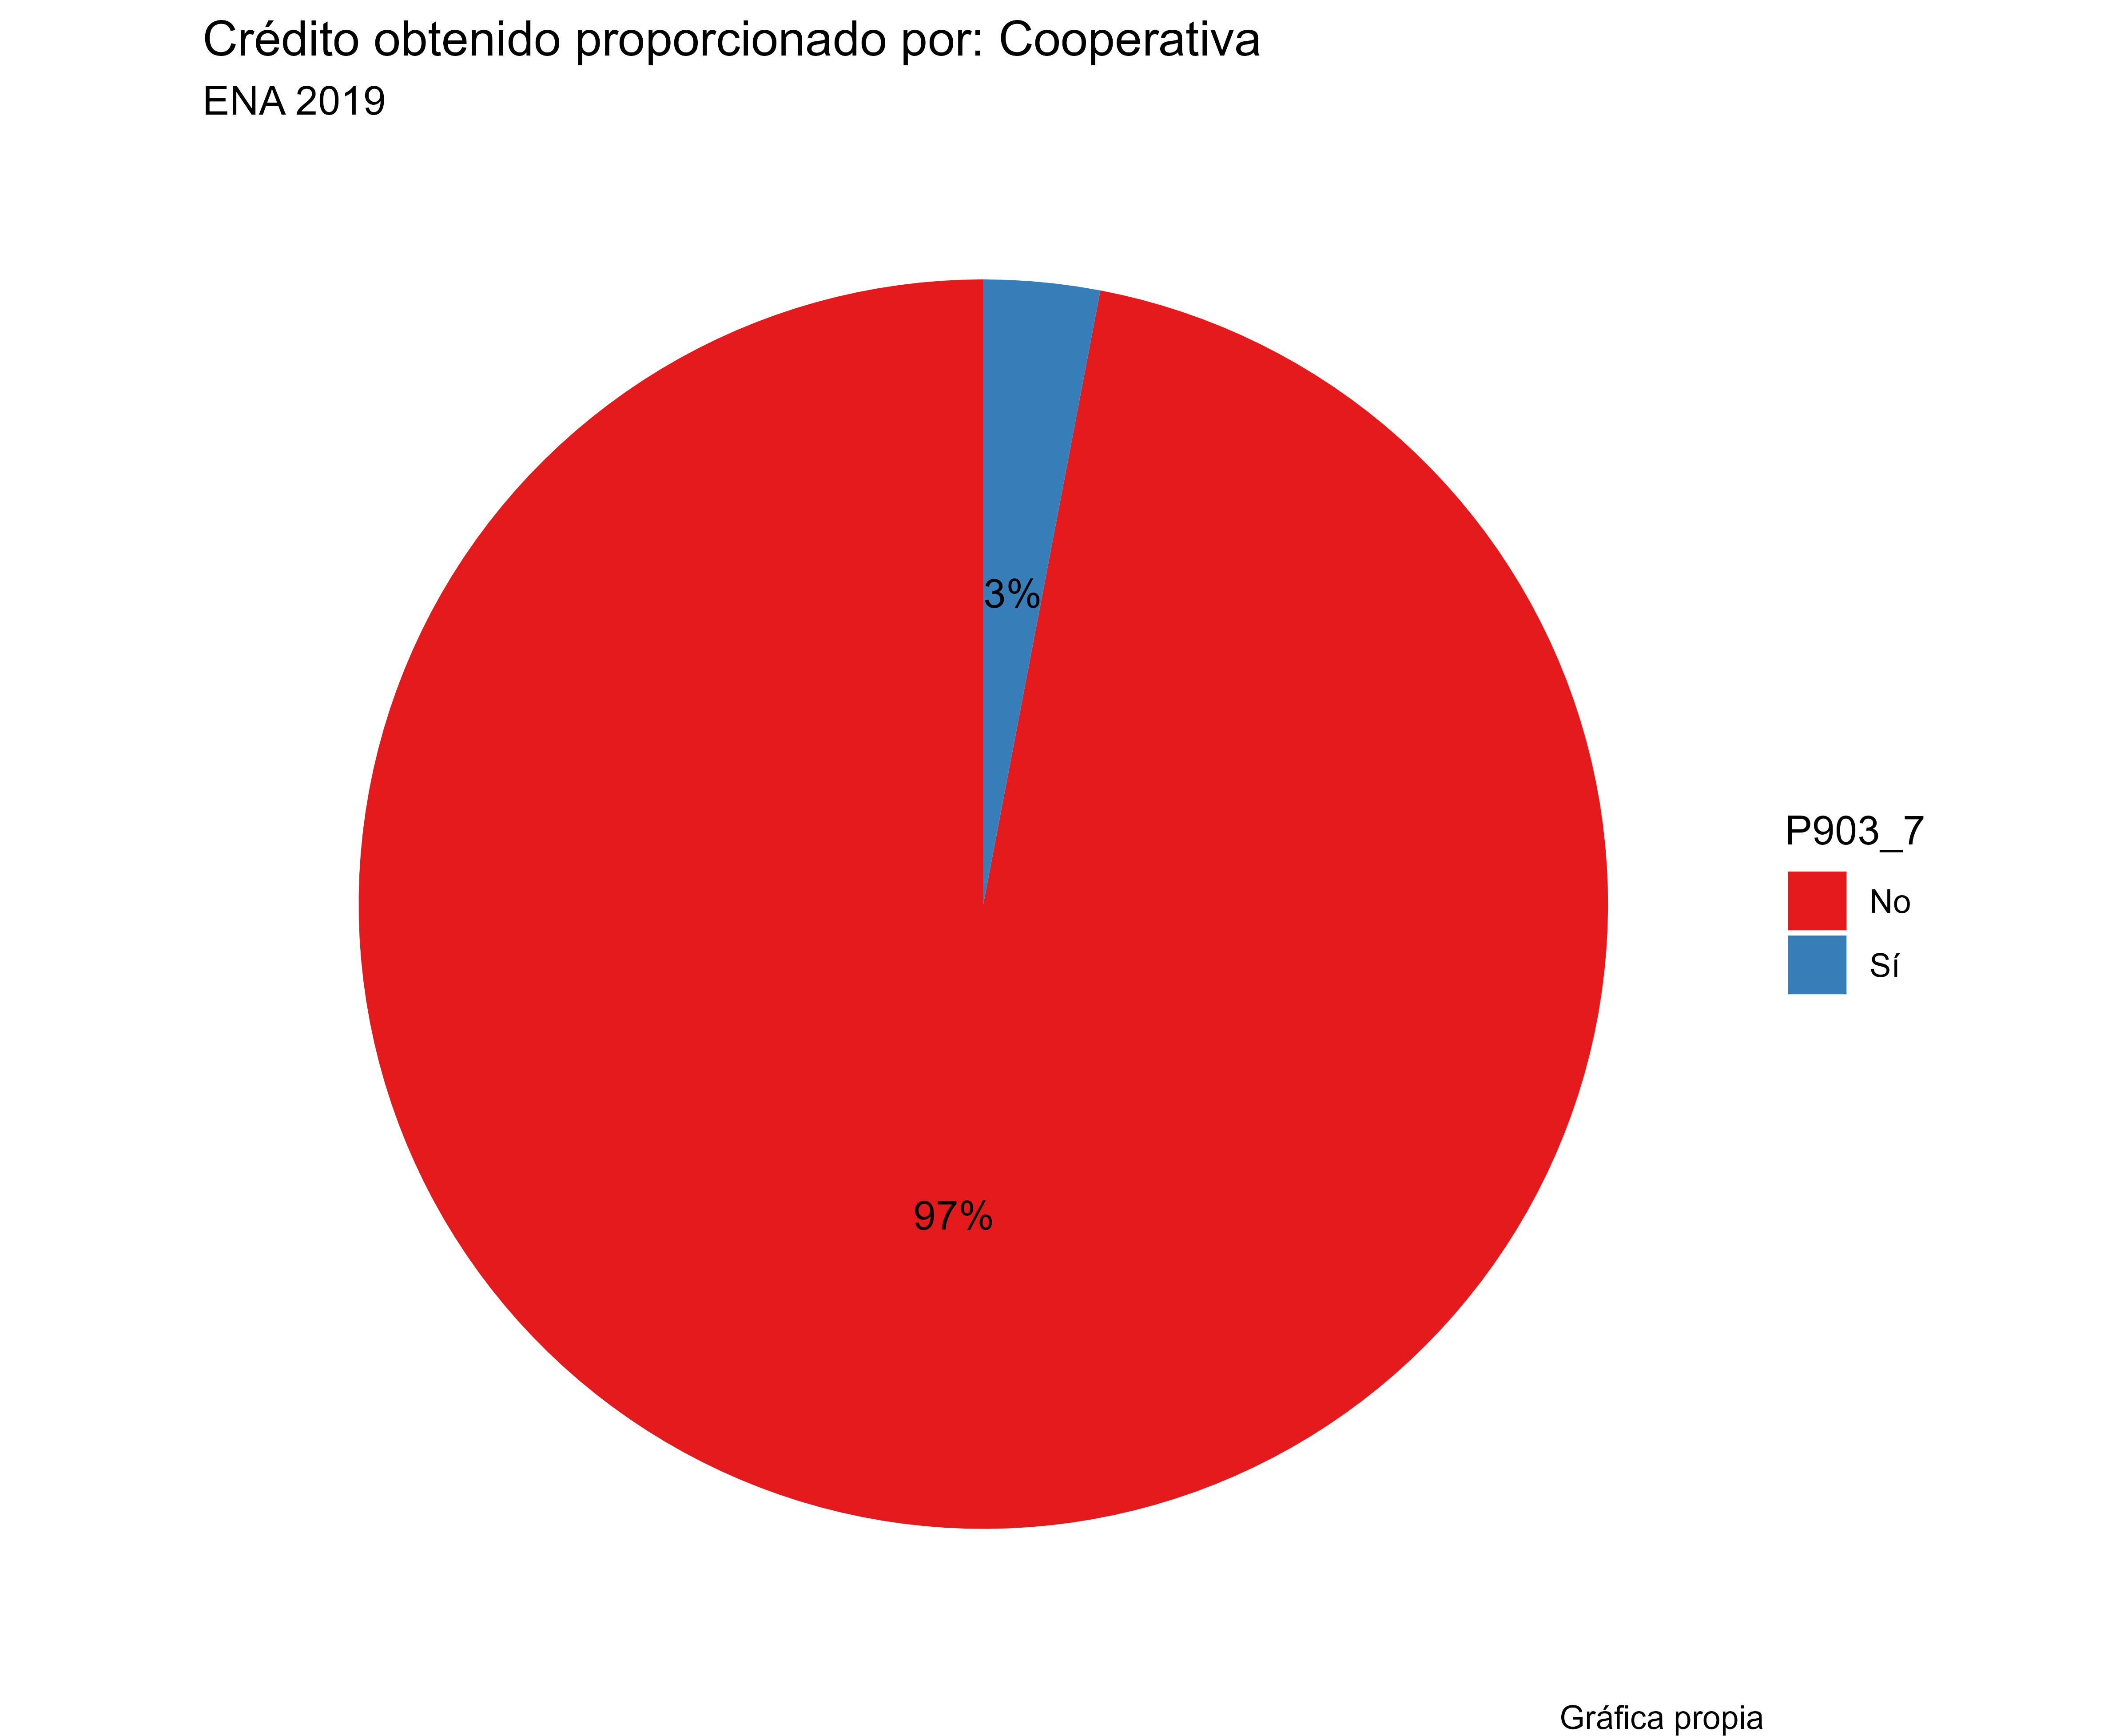 Crédito obtenido proporcionado por: Cooperativa
ENA 2019
3%
97%
P903_7
No
Sí
Gráfica propia